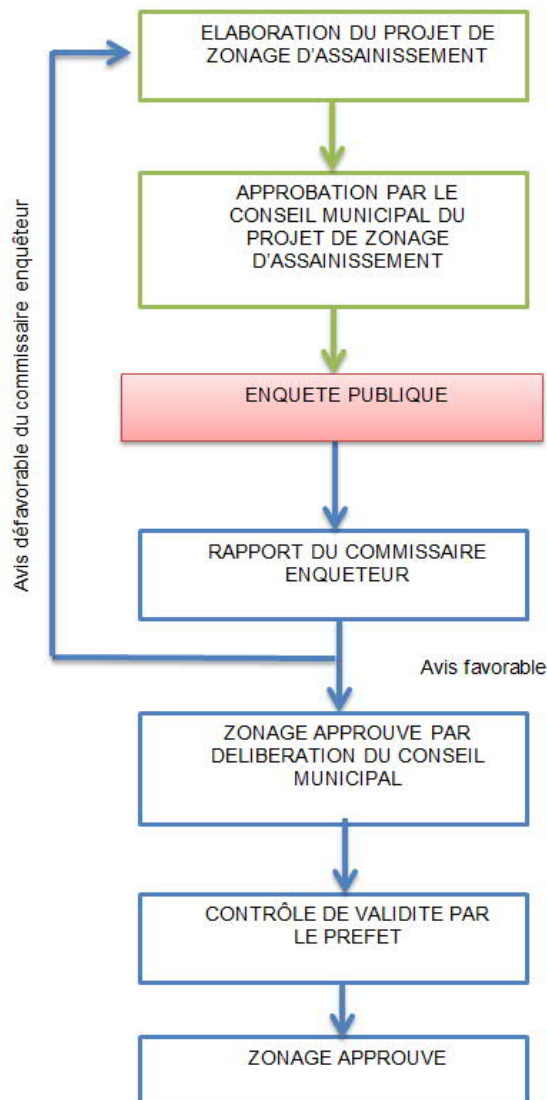 ELABORATION DU PROJET DE
ZONAGE D'ASSAINISSEMENT
APPROBATION PAR LE
CONSEIL MUNICIPAL DU
PROJET DE ZONAGE
D'ASSAINISSEMENT
Avis défavorable du commissaire enquêteur
ENQUETE PUBLIQUE
RAPPORT DU COMMISSAIRE
ENQUETEUR
Avis favorable
ZONAGE APPROUVE PAR
DELIBERATION DU CONSEIL
MUNICIPAL
CONTRÔLE DE VALIDITE PAR
LE PREFET
ZONAGE APPROUVE